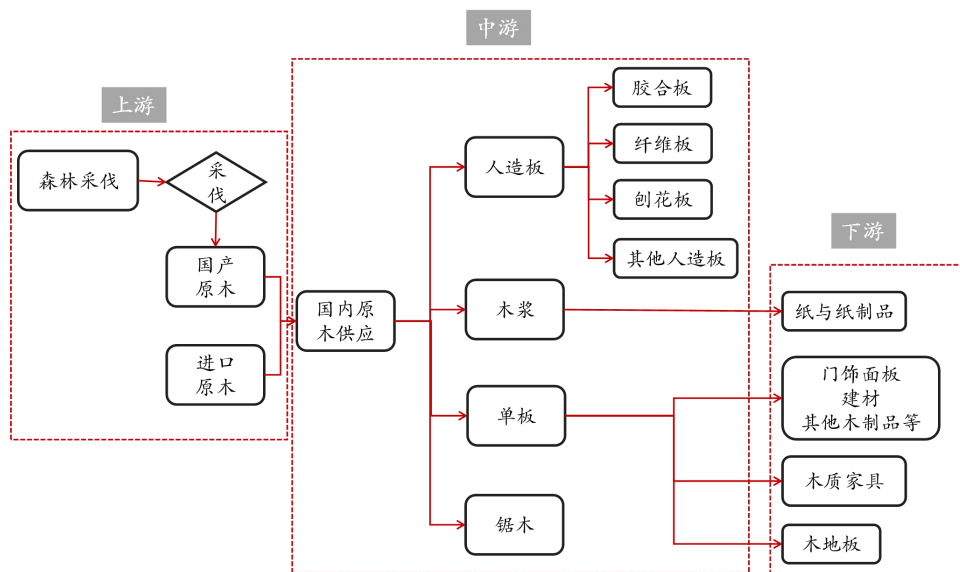 上游
森林采伐
采
伐
国产
原木
进口
原木
中游
国内原
木供应
人造板
胶合板
纤维板
刨花板
其他人造板
木浆
单板
锯木
下游
纸与纸制品
门饰面板
建材
其他木制品等
木质家具
木地板